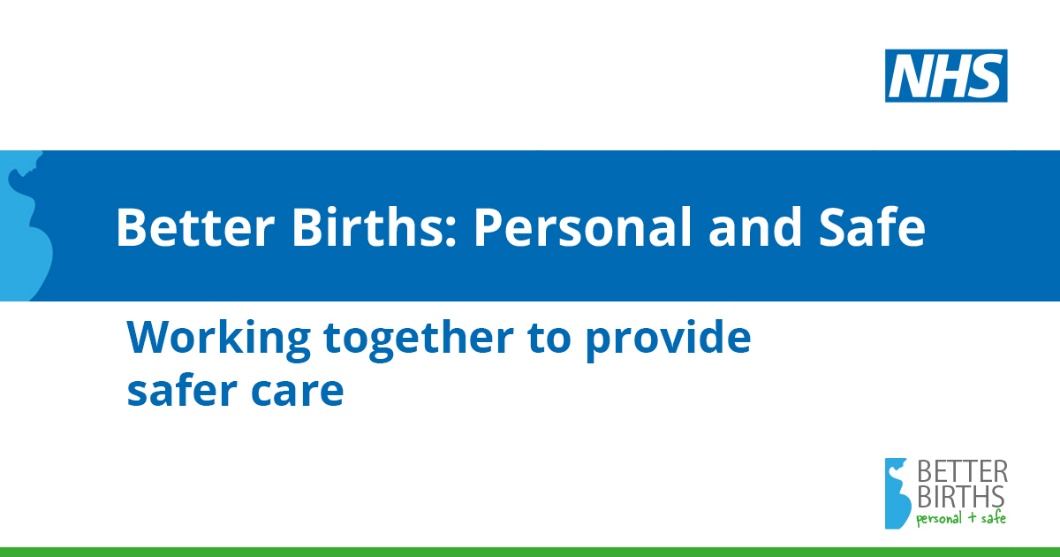 NHS
Better Births: Personal and Safe
Working together to provide
safer care
BETTER
BIRTHS
personal + safe